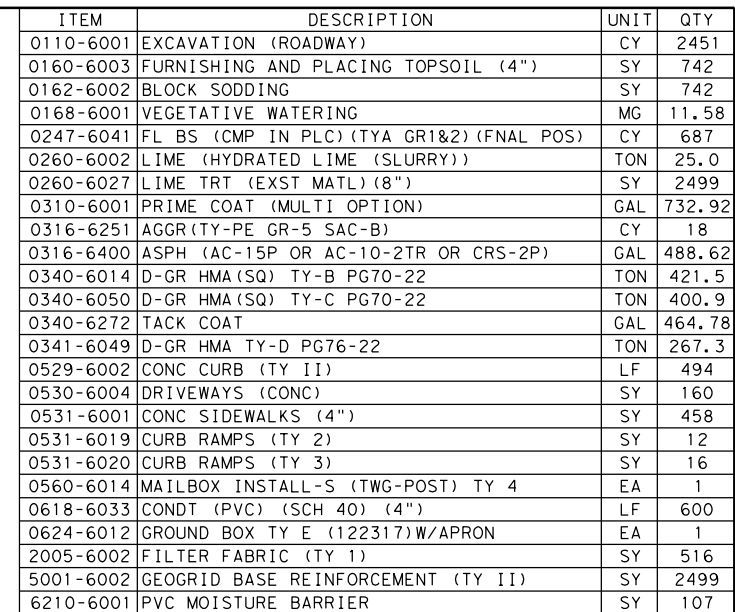 ITEM DESCRIPTION UNIT QTY
0110-6001 EXCAVATION (ROADWAY) CY 2451
0160-6003 FURNISHING AND PLACING TOPSOIL (4") SY 742
0162-6002 BLOCK SODDING SY 742
0168-6001 VEGETATIVE WATERING MG 11.58
0247-6041 FL BS (CMP IN PLC)(TYA GR1&2)(FNAL POS) CY 687
0260-6002 LIME (HYDRATED LIME (SLURRY)) TON 25.0
0260-6027 LIME TRT (EXST MATL)(8") SY 2499
0310-6001 PRIME COAT (MULTI OPTION) GAL 732.92
0316-6251 AGGR(TY-PE GR-5 SAC-B) CY 18
0316-6400 ASPH (AC-15P OR AC-10-2TR OR CRS-2P) GAL 488.62
0340-6014 D-GR HMA(SQ) TY-B PG70-22 TON 421.5
0340-6050 D-GR HMA(SQ) TY-C PG70-22 TON 400.9
0340-6272 TACK COAT GAL 464.78
0341-6049 D-GR HMA TY-D PG76-22 TON 267.3
0529-6002 CONC CURB (TY II) LF 494
0530-6004 DRIVEWAYS (CONC) SY 160
0531-6001 CONC SIDEWALKS (4") SY 458
0531-6019 CURB RAMPS (TY 2) SY 12
0531-6020 CURB RAMPS (TY 3) SY 16
0560-6014 MAILBOX INSTALL-S (TWG-POST) TY 4 EA 1
0618-6033 CONDT (PVC) (SCH 40) (4") LF 600
0624-6012 GROUND BOX TY E (122317)W/APRON EA 1
2005-6002 FILTER FABRIC (TY 1) SY 516
5001-6002 GEOGRID BASE REINFORCEMENT (TY II) SY 2499
6210-6001 PVC MOISTURE BARRIER SY 107